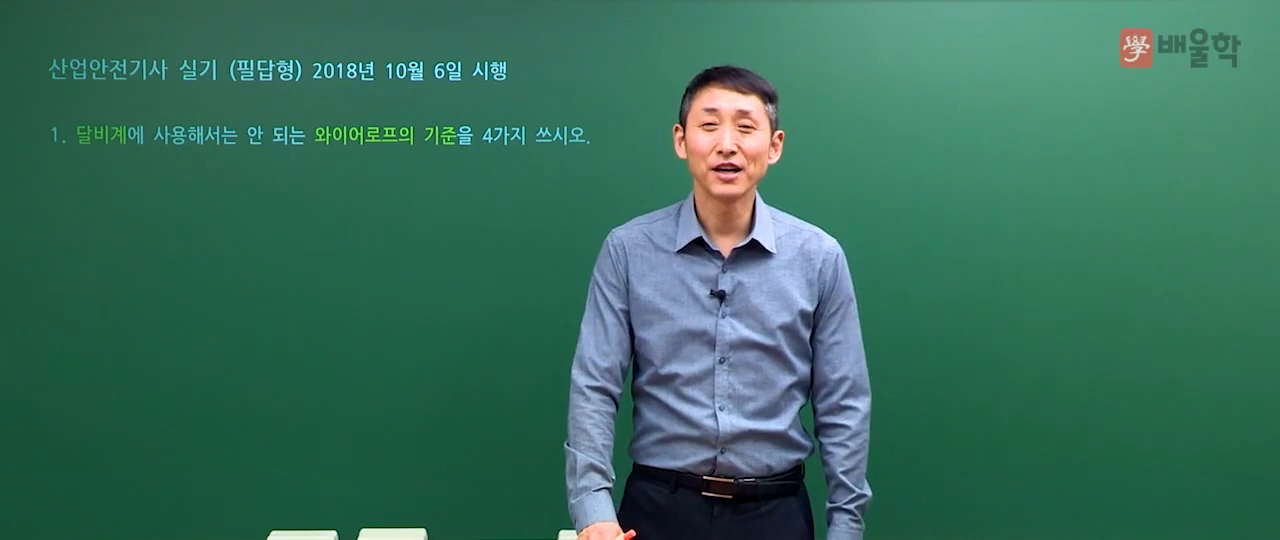 學 배울학
산업안전기사 실기 (필답형) 2018년 10월 6일 시행
1. 달비계에 사용해서는 안 되는 와이어로프의 기준을 4가지 쓰시오.